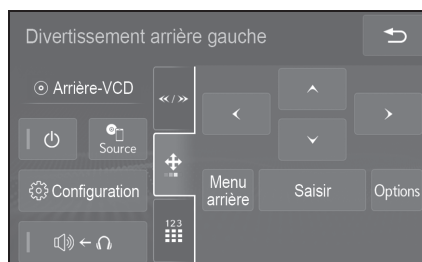 Divertissement arrière gauche
Arrière-VCD
Source
Configuration
123
Menu
arrière
Saisir
Options